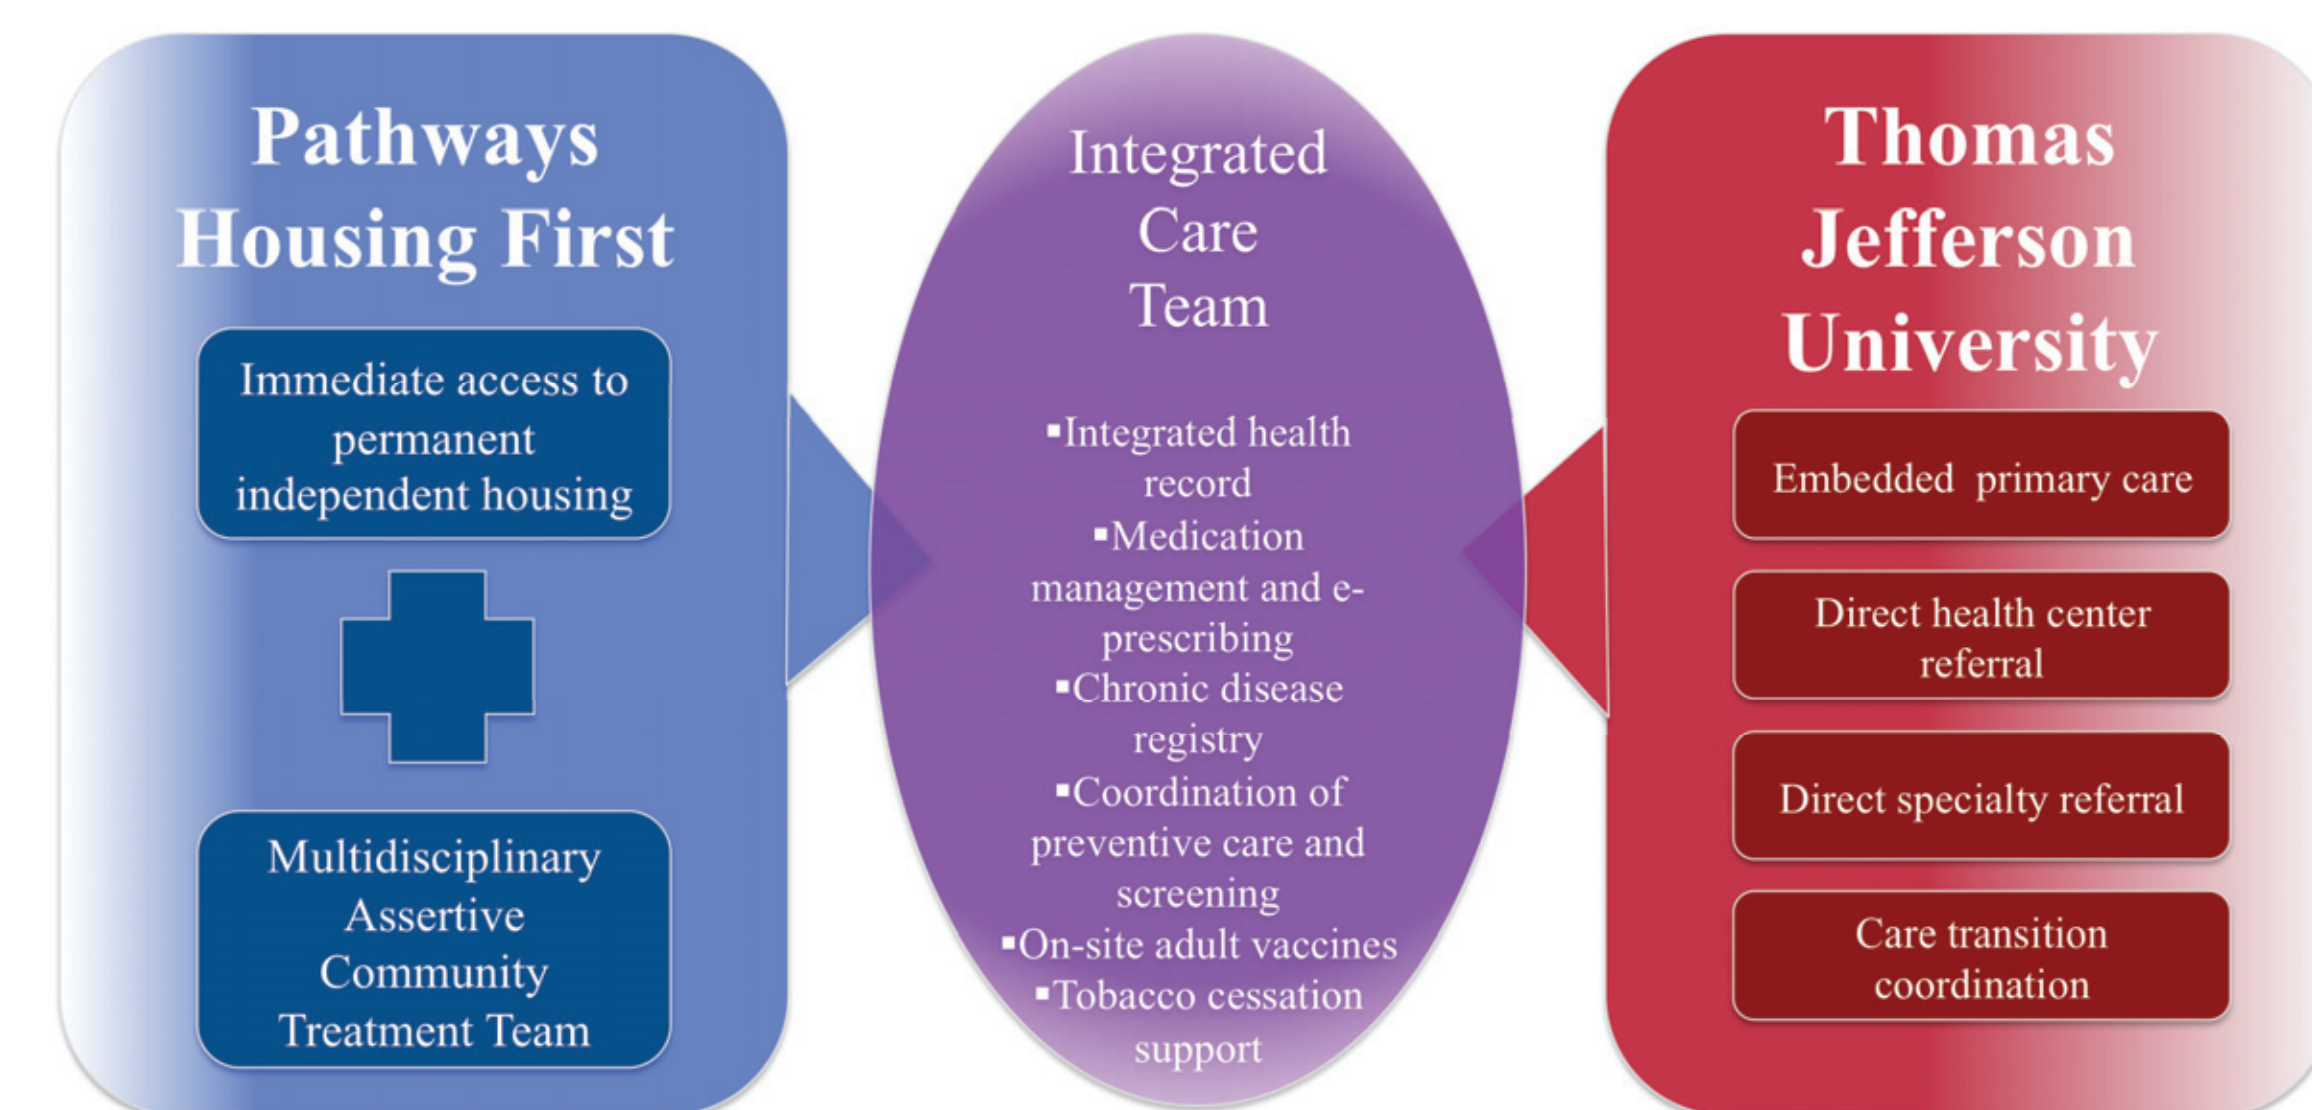 Pathways
Housing First
Immediate access to
permanent
independent housing
Multidisciplinary
Assertive
Community
Treatment Team
Integrated
Care
Team
▪Integrated health
record
▪Medication
management and e-
prescribing
▪Chronic disease
registry
▪Coordination of
preventive care and
screening
▪On-site adult vaccines
▪Tobacco cessation
support
Thomas
Jefferson
University
Embedded primary care
Direct health center
referral
Direct specialty referral
Care transition
coordination